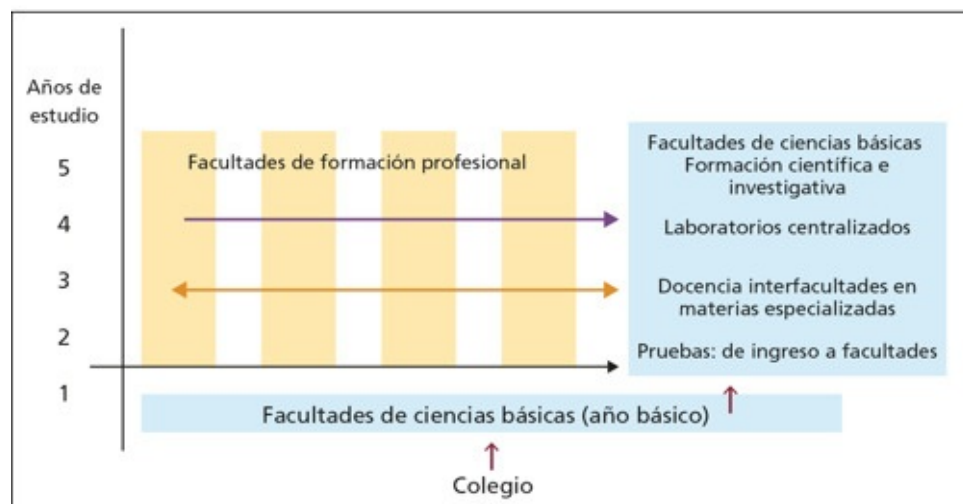 Años de
estudio
5
4
3
2
1
Facultades de formación profesional
Facultades de ciencias básicas
Formación científica e
investigativa
Laboratorios centralizados
Docencia interfacultades en
materias especializadas
Pruebas: de ingreso a facultades
Facultades de ciencias básicas (año básico)
Colegio